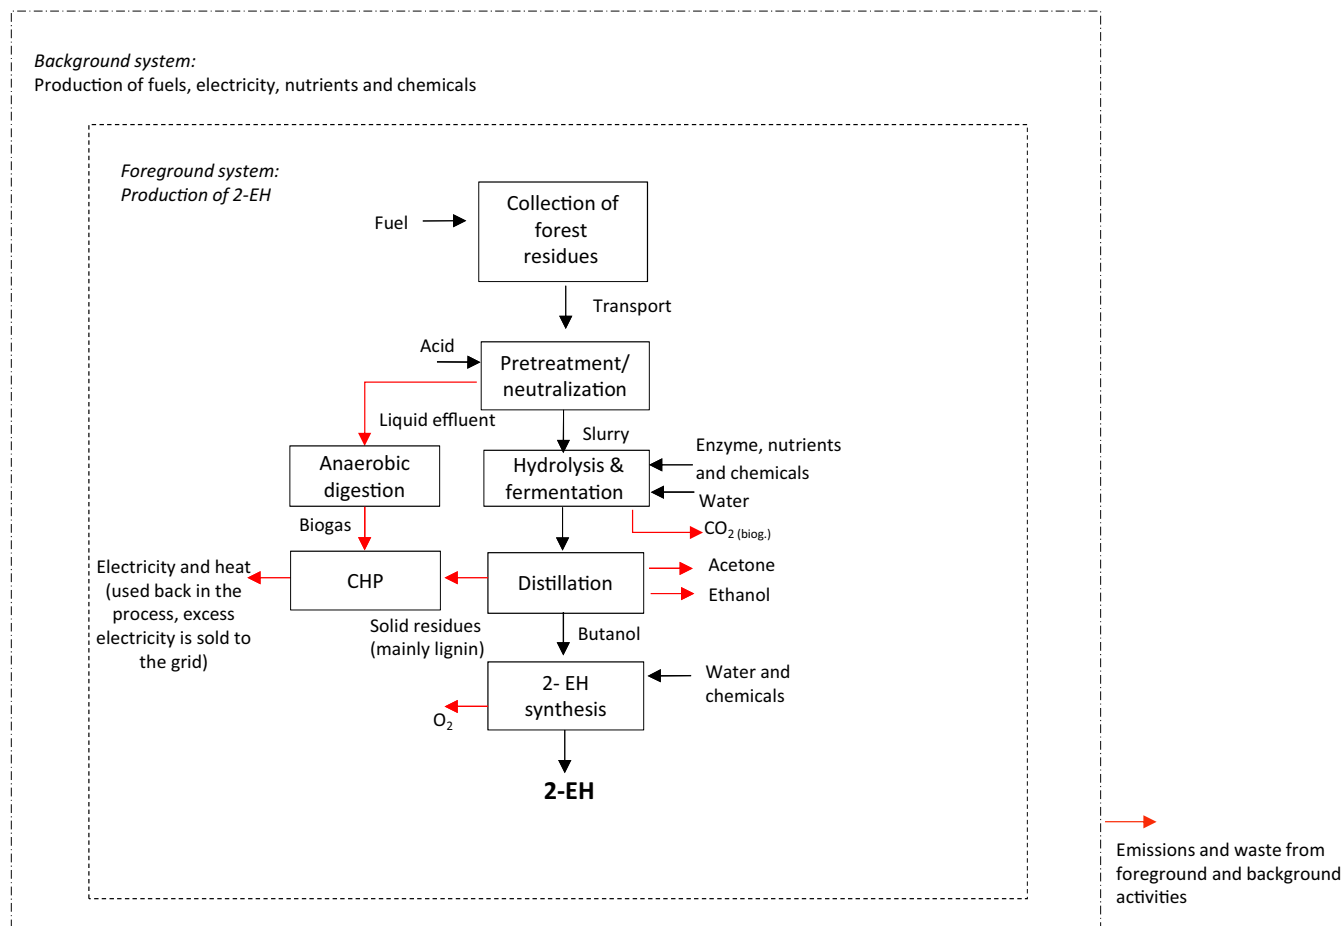 Background system:
Production of fuels, electricity, nutrients and chemicals
Foreground system:
Production of 2-EH
Collection of
forest
residues
Fuel
Transport
Acid
Pretreatment/
neutralization
Liquid effluent
Slurry
Anaerobic
digestion
Hydrolysis &
fermentation
Enzyme, nutrients
and chemicals
Water
Biogas
CO2 (biog.)
Electricity and heat
(used back in the
process, excess
electricity is sold to
the grid)
CHP
Distillation
Acetone
Ethanol
Solid residues
(mainly lignin)
Butanol
2- EH
synthesis
Water and
chemicals
O2
2-EH
Emissions and waste from
foreground and background
activities